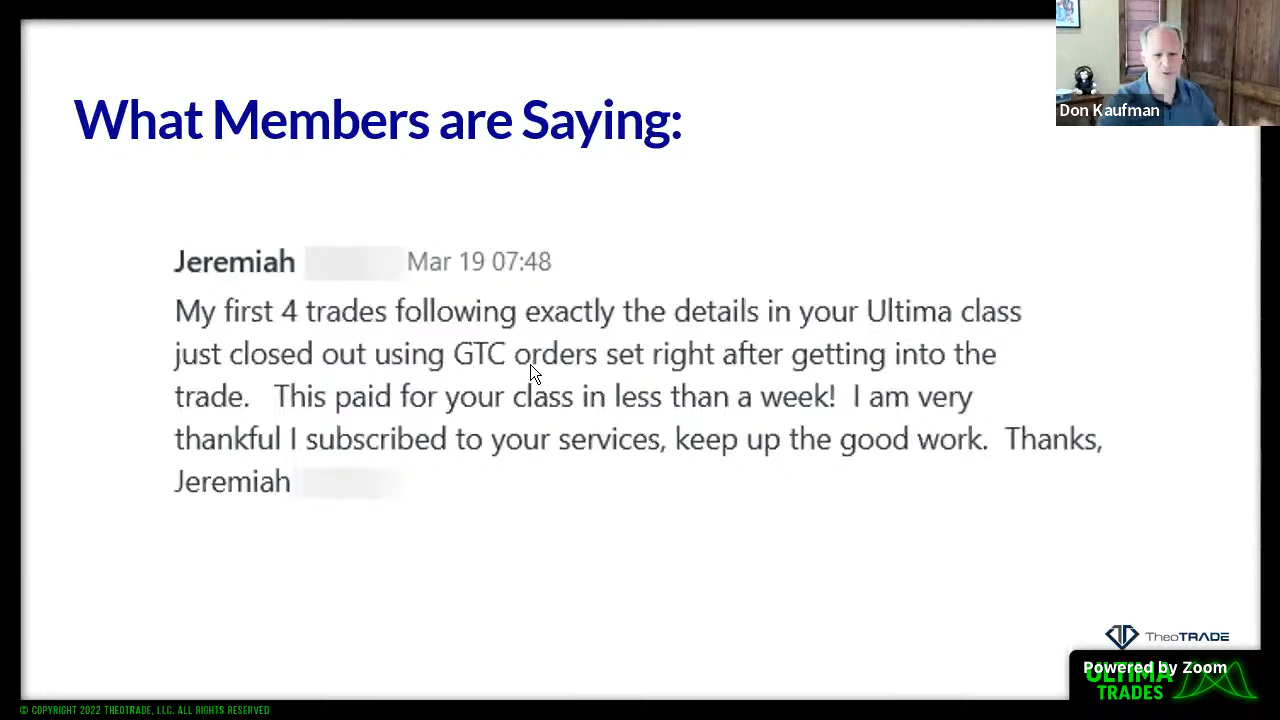 What Members are Saying:
Don Kaufman
Jeremiah Mar 19 07:48
My first 4 trades following exactly the details in your Ultima class
just closed out using GTC orders set right after getting into the
trade. This paid for your class in less than a week! I am very
thankful I subscribed to your services, keep up the good work. Thanks,
Jeremiah
TheoTRADE
Powered by Zoom
ULTIMA
TRADES
© COPYRIGHT 2022 THEOTRADE, LLC. ALL RIGHTS RESERVED